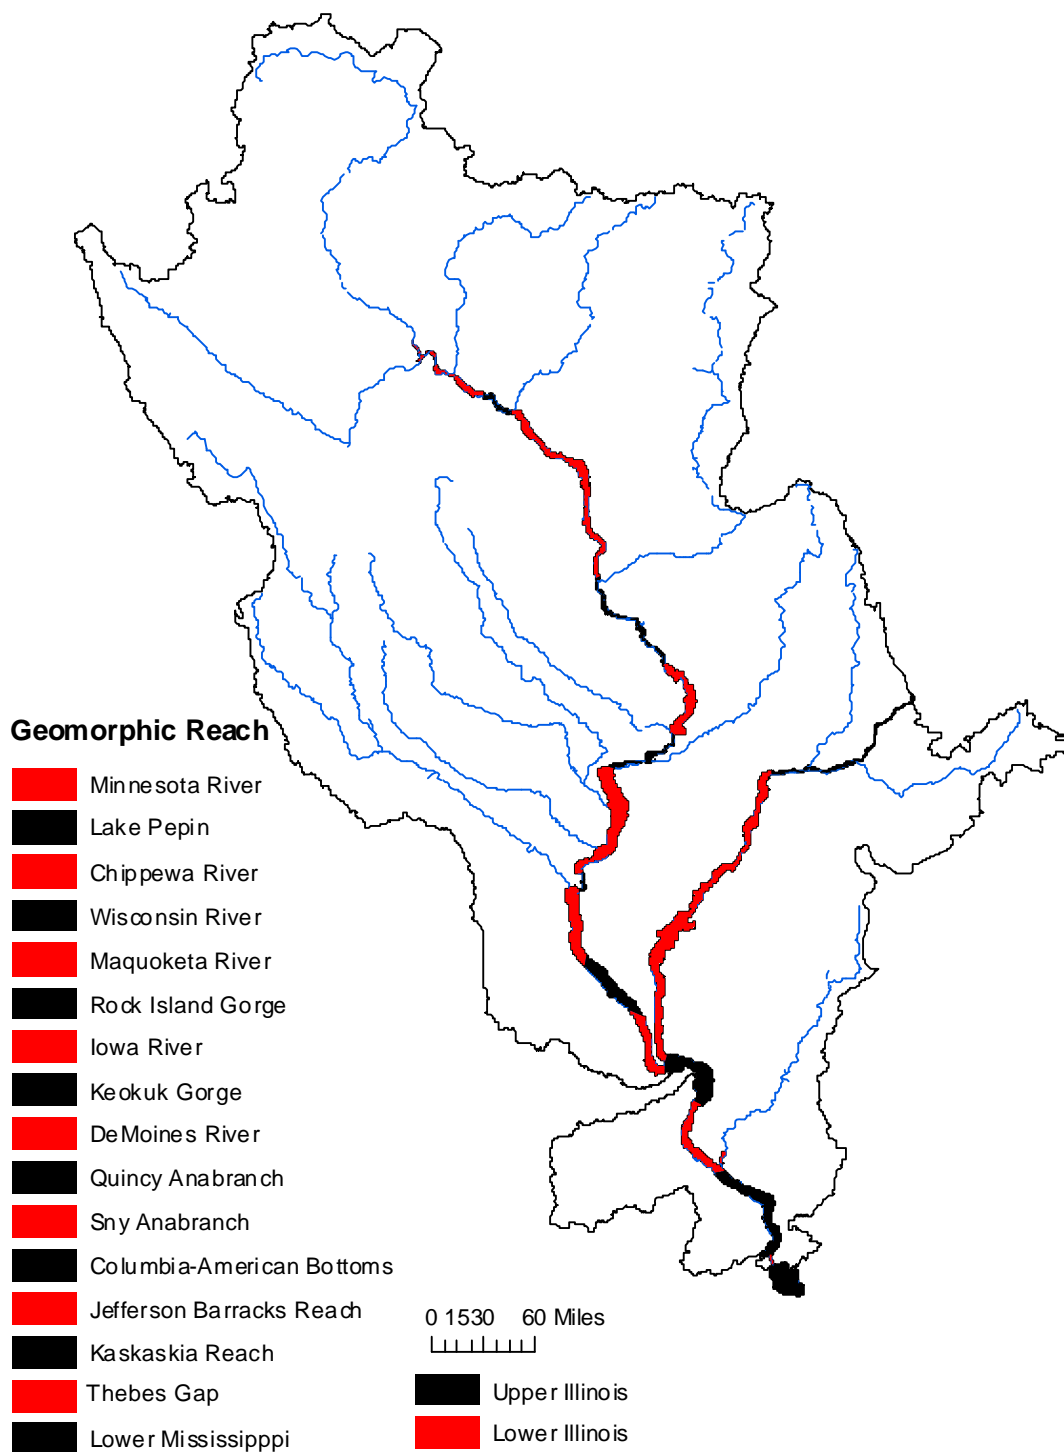 Geomorphic Reach
Minnesota River
Lake Pepin
Chippewa River
Wisconsin River
Maquoketa River
Rock Island Gorge
Iowa River
Keokuk Gorge
DeMoines River
Quincy Anabranch
Sny Anabranch
Columbia-American Bottoms
Jefferson Barracks Reach
Kaskaskia Reach
Thebes Gap
Lower Mississipppi
0 1530 60 Miles
Upper Illinois
Lower Illinois